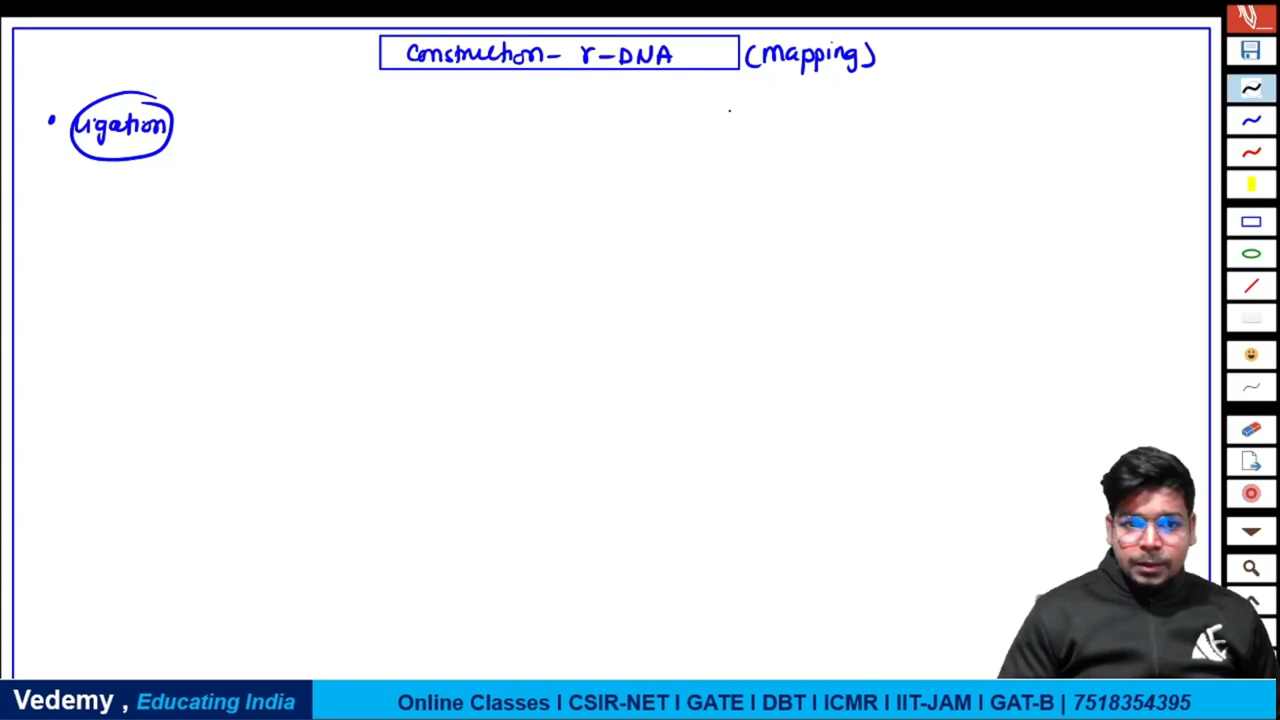 Construction- r-DNA (Mapping)
• Ligation
Vedemy , Educating India
Online Classes I CSIR-NET I GATE I DBT I ICMR I IIT-JAM I GAT-B | 7518354395